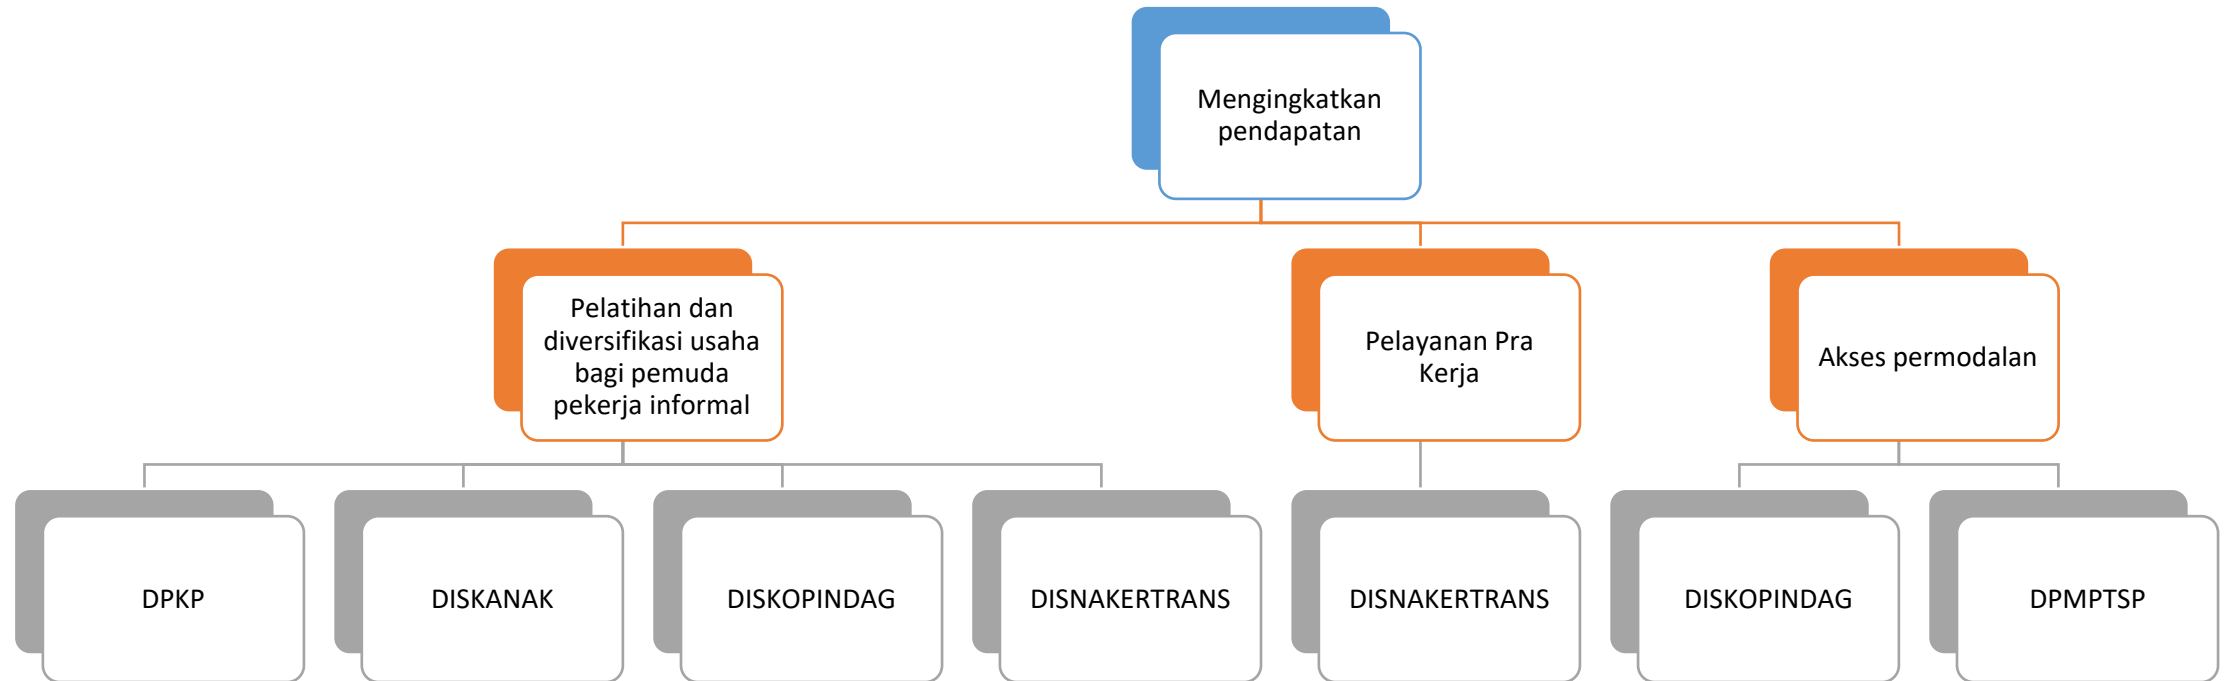 Mengingkatkan
pendapatan
Pelatihan dan
diversifikasi usaha
bagi pemuda
pekerja informal
Pelayanan Pra
Kerja
Akses permodalan
DPKP
DISKANAK
DISKOPINDAG
DISNAKERTRANS
DISNAKERTRANS
DISKOPINDAG
DPMPTSP